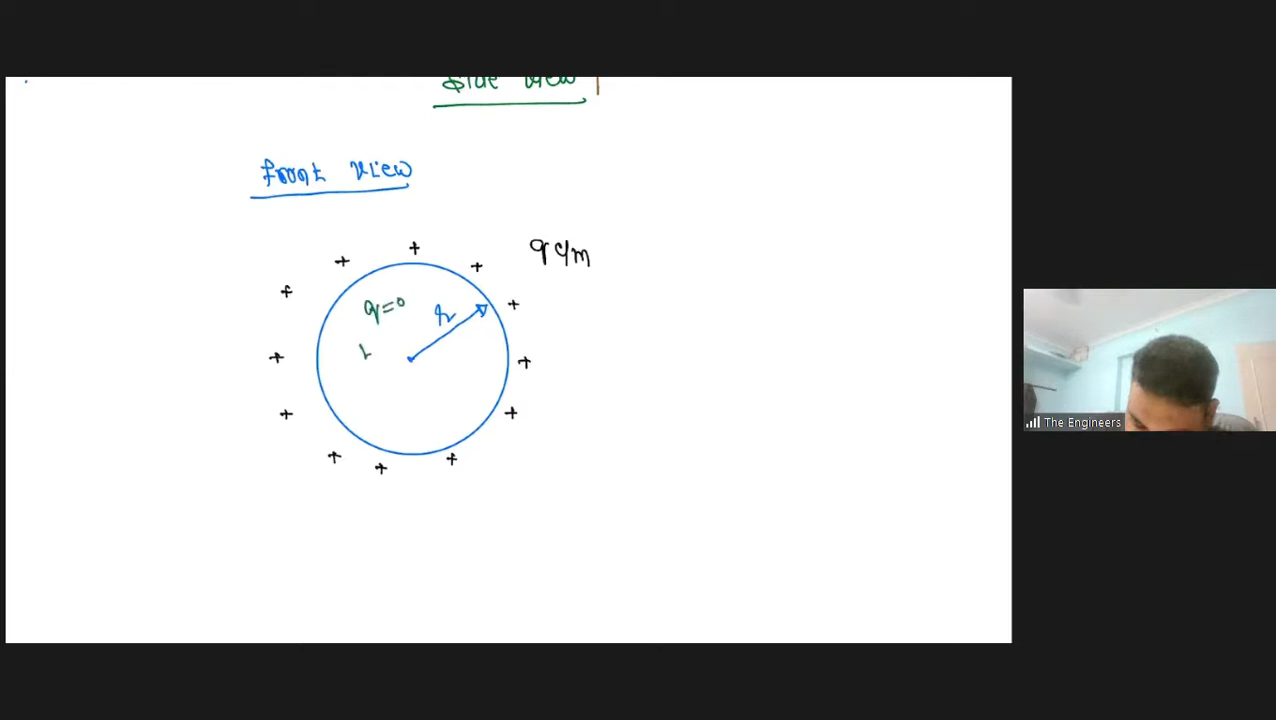 Side view
front view
q c/m
q=0
r
The Engineers